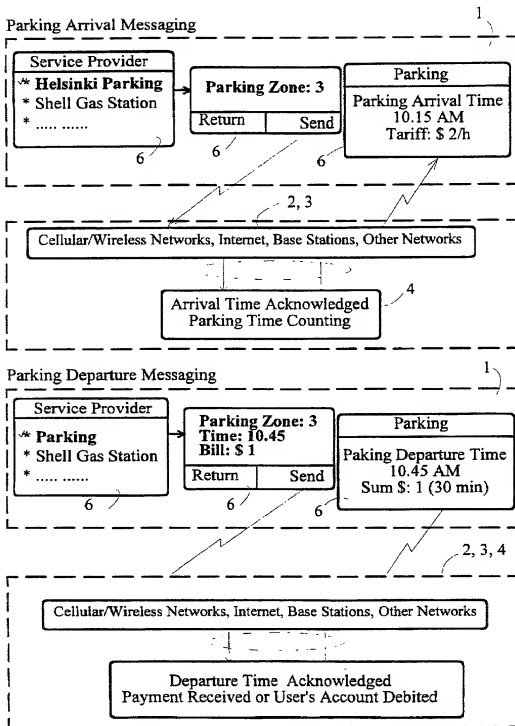 Parking Arrival Messaging
1
Service Provider
* Helsinki Parking
* Shell Gas Station
* ..... ......
6
Parking Zone: 3
Return
Send
6
Parking
Parking Arrival Time
10.15 AM
Tariff: $ 2/h
6
2, 3
Cellular/Wireless Networks, Internet, Base Stations, Other Networks
Arrival Time Acknowledged
Parking Time Counting
4
Parking Departure Messaging
1
Service Provider
* Parking
* Shell Gas Station
* ..... ......
6
Parking Zone: 3
Time: 10.45
Bill: $ 1
Return
Send
6
Parking
Paking Departure Time
10.45 AM
Sum $: 1 (30 min)
6
2, 3, 4
Cellular/Wireless Networks, Internet, Base Stations, Other Networks
Departure Time Acknowledged
Payment Received or User's Account Debited